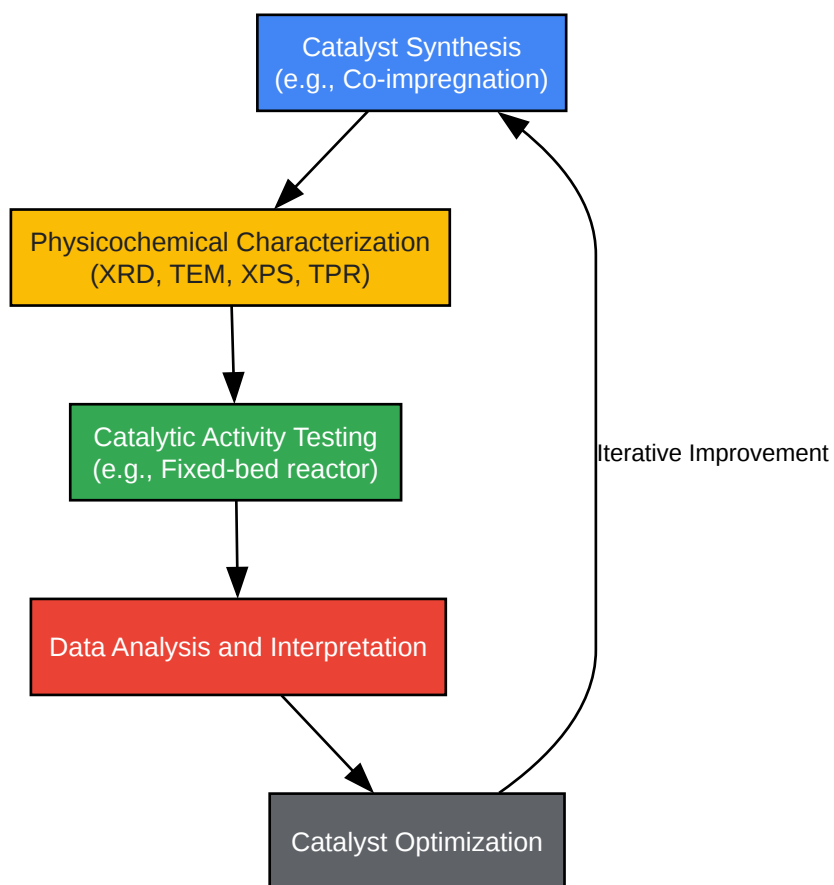 Catalyst Synthesis
(e.g., Co-impregnation)
Physicochemical Characterization
(XRD, TEM, XPS, TPR)
Catalytic Activity Testing
(e.g., Fixed-bed reactor)
Iterative Improvement
Data Analysis and Interpretation
Catalyst Optimization